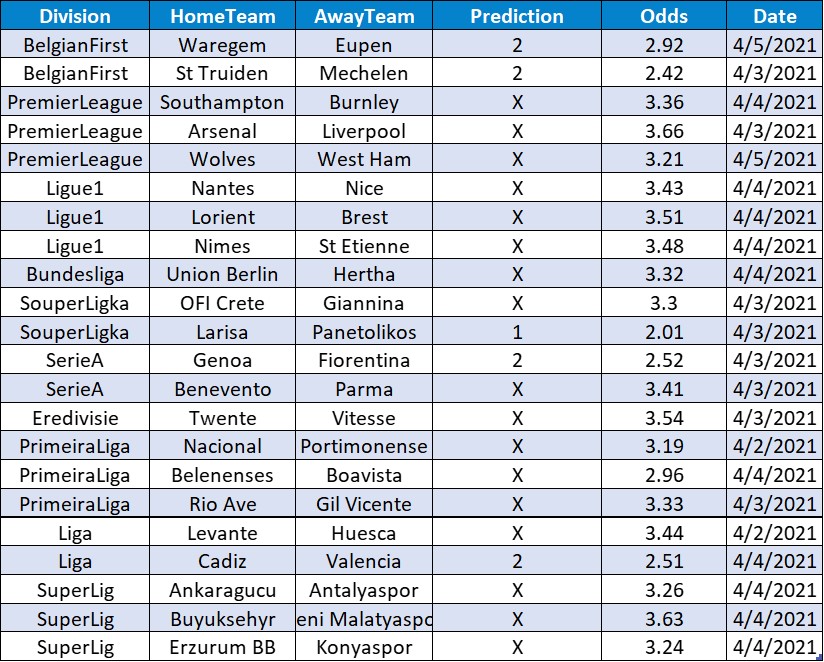 Division HomeTeam AwayTeam Prediction Odds Date
BelgianFirst Waregem Eupen 2 2.92 4/5/2021
BelgianFirst St Truiden Mechelen 2 2.42 4/3/2021
PremierLeague Southampton Burnley X 3.36 4/4/2021
PremierLeague Arsenal Liverpool X 3.66 4/3/2021
PremierLeague Wolves West Ham X 3.21 4/5/2021
Ligue1 Nantes Nice X 3.43 4/4/2021
Ligue1 Lorient Brest X 3.51 4/4/2021
Ligue1 Nimes St Etienne X 3.48 4/4/2021
Bundesliga Union Berlin Hertha X 3.32 4/4/2021
SouperLigka OFI Crete Giannina X 3.3 4/3/2021
SouperLigka Larisa Panetolikos 1 2.01 4/3/2021
SerieA Genoa Fiorentina 2 2.52 4/3/2021
SerieA Benevento Parma X 3.41 4/3/2021
Eredivisie Twente Vitesse X 3.54 4/3/2021
PrimeiraLiga Nacional Portimonense X 3.19 4/2/2021
PrimeiraLiga Belenenses Boavista X 2.96 4/4/2021
PrimeiraLiga Rio Ave Gil Vicente X 3.33 4/3/2021
Liga Levante Huesca X 3.44 4/2/2021
Liga Cadiz Valencia 2 2.51 4/4/2021
SuperLig Ankaragucu Antalyaspor X 3.26 4/4/2021
SuperLig Buyuksehyr eni Malatyaspo X 3.63 4/4/2021
SuperLig Erzurum BB Konyaspor X 3.24 4/4/2021